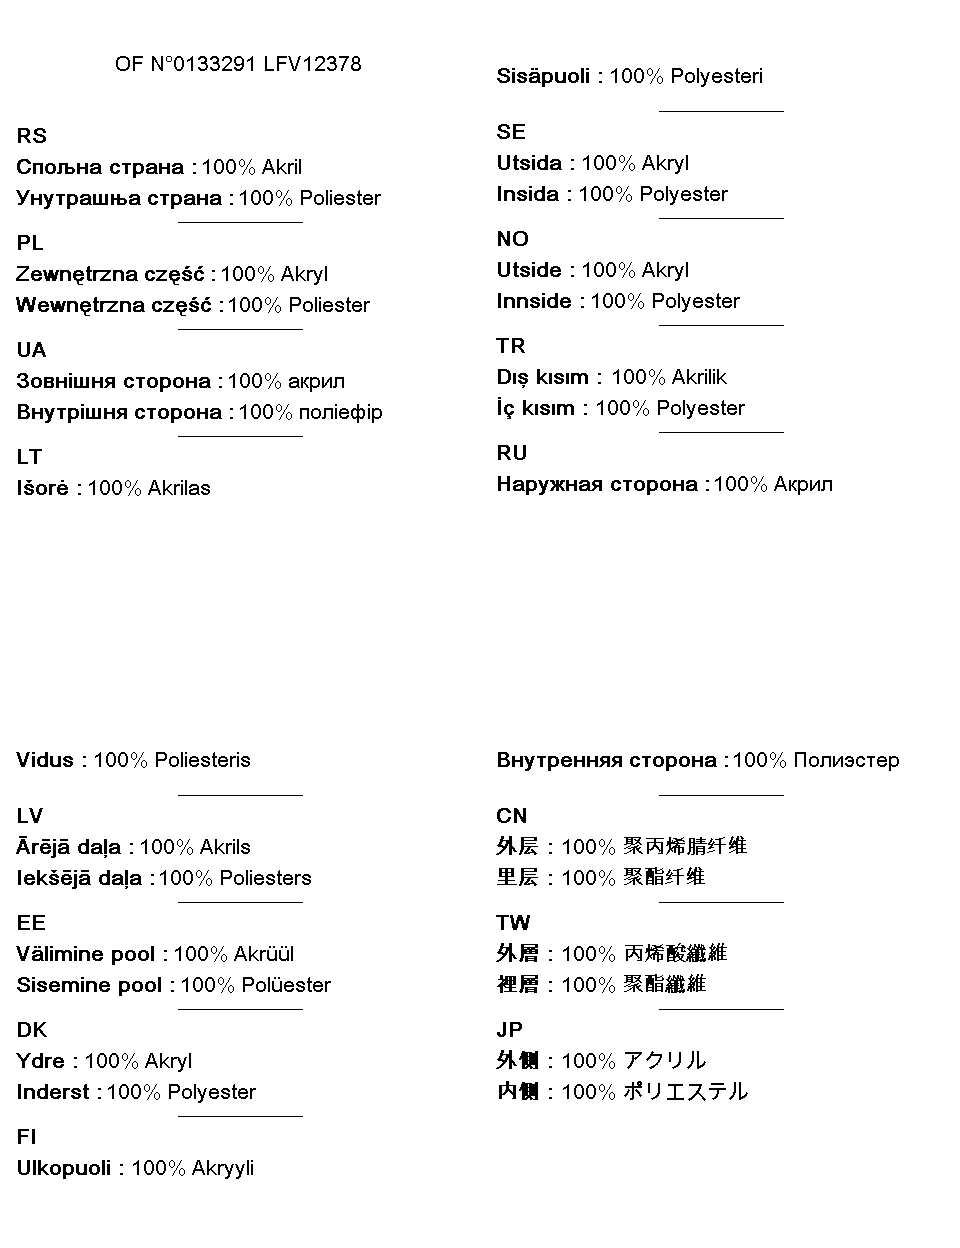 OF N°0133291 LFV12378
RS
Спољна страна : 100% Akril
Унутрашња страна : 100% Poliester
PL
Zewnętrzna część : 100% Akryl
Wewnętrzna część : 100% Poliester
UA
Зовнішня сторона : 100% акрил
Внутрішня сторона : 100% поліефір
LT
Išorė : 100% Akrilas
Vidus : 100% Poliesteris
LV
Ārējā daļa : 100% Akrils
Iekšējā daļa : 100% Poliesters
EE
Välimine pool : 100% Akrüül
Sisemine pool : 100% Polüester
DK
Ydre : 100% Akryl
Inderst : 100% Polyester
FI
Ulkopuoli : 100% Akryyli
Sisäpuoli : 100% Polyesteri
SE
Utsida : 100% Akryl
Insida : 100% Polyester
NO
Utside : 100% Akryl
Innside : 100% Polyester
TR
Dış kısım : 100% Akrilik
İç kısım : 100% Polyester
RU
Наружная сторона : 100% Акрил
Внутренняя сторона : 100% Полиэстер
CN
外层 : 100% 聚丙烯腈纤维
里层 : 100% 聚酯纤维
TW
外層 : 100% 丙烯酸纖維
裡層 : 100% 聚酯纖維
JP
外側 : 100% アクリル
内側 : 100% ポリエステル